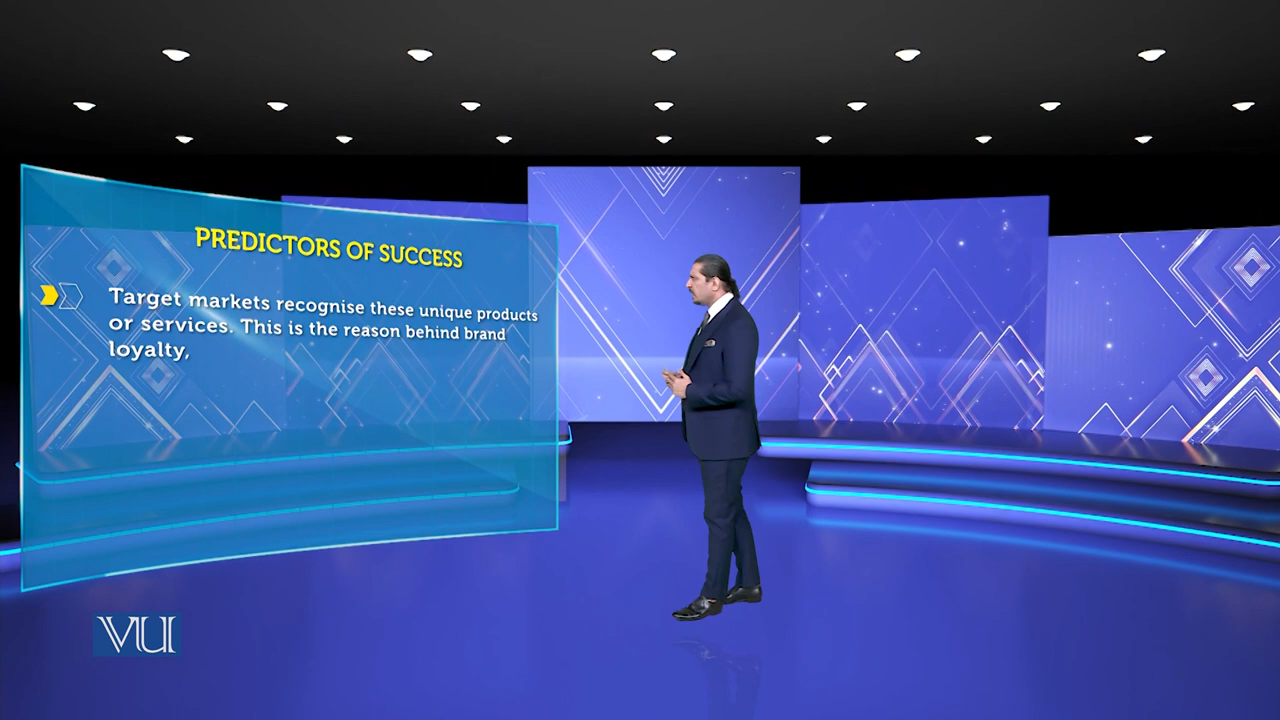 PREDICTORS OF SUCCESS
Target markets recognise these unique products
or services. This is the reason behind brand
loyalty,
VU